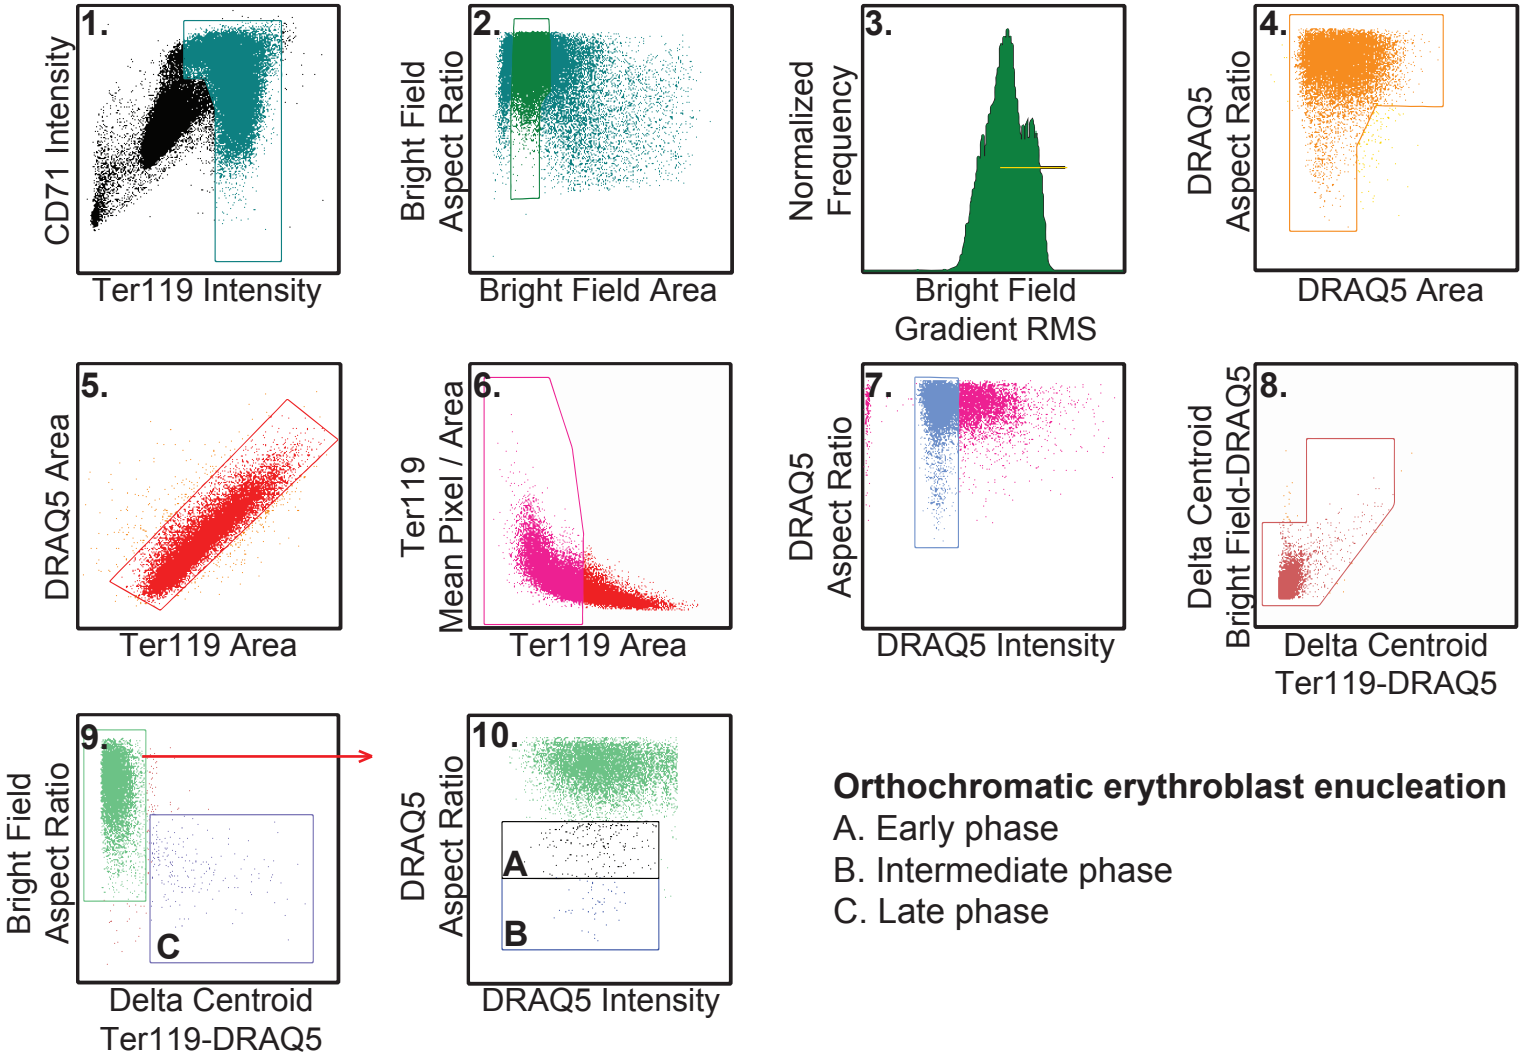 1.
CD71 Intensity
Ter119 Intensity
2.
Bright Field
Aspect Ratio
Bright Field Area
3.
Normalized
Frequency
Bright Field
Gradient RMS
4.
DRAQ5
Aspect Ratio
DRAQ5 Area
5.
DRAQ5 Area
Ter119 Area
6.
Ter119
Mean Pixel / Area
Ter119 Area
7.
DRAQ5
Aspect Ratio
DRAQ5 Intensity
8.
Delta Centroid
Bright Field-DRAQ5
Delta Centroid
Ter119-DRAQ5
9.
Bright Field
Aspect Ratio
C
Delta Centroid
Ter119-DRAQ5
10.
DRAQ5
Aspect Ratio
A
B
DRAQ5 Intensity
Orthochromatic erythroblast enucleation
A. Early phase
B. Intermediate phase
C. Late phase